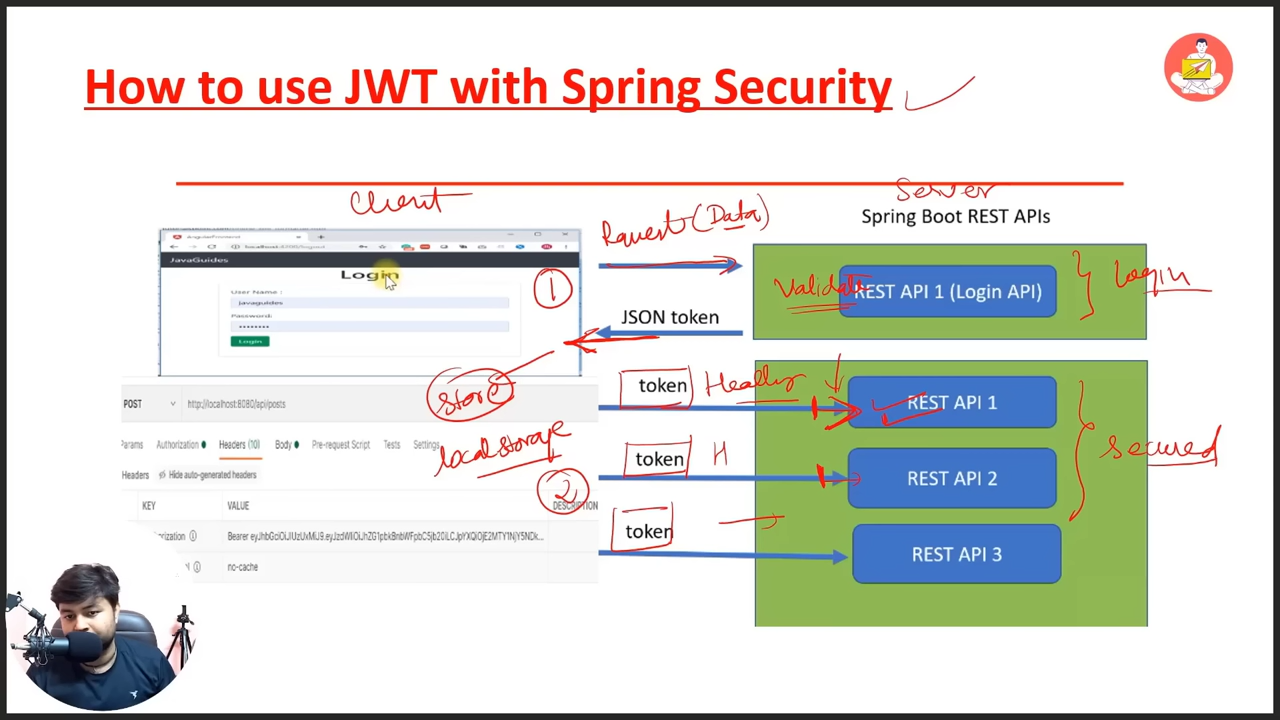 How to use JWT with Spring Security
Client
Server
Request (Data)
Spring Boot REST APIs
JavaGuides
Login
User Name :
javaguides
Password:
********
Login
1
Validate
REST API 1 (Login API)
Login
JSON token
store
local storage
token
REST API 1
POST
http://localhost:8080/api/posts
Params Authorization Headers (10) Body Pre-request Script Tests Settings
token H
REST API 2
secured
Headers Hide auto-generated headers
2
KEY VALUE DESCRIPTION
token
REST API 3
no-cache